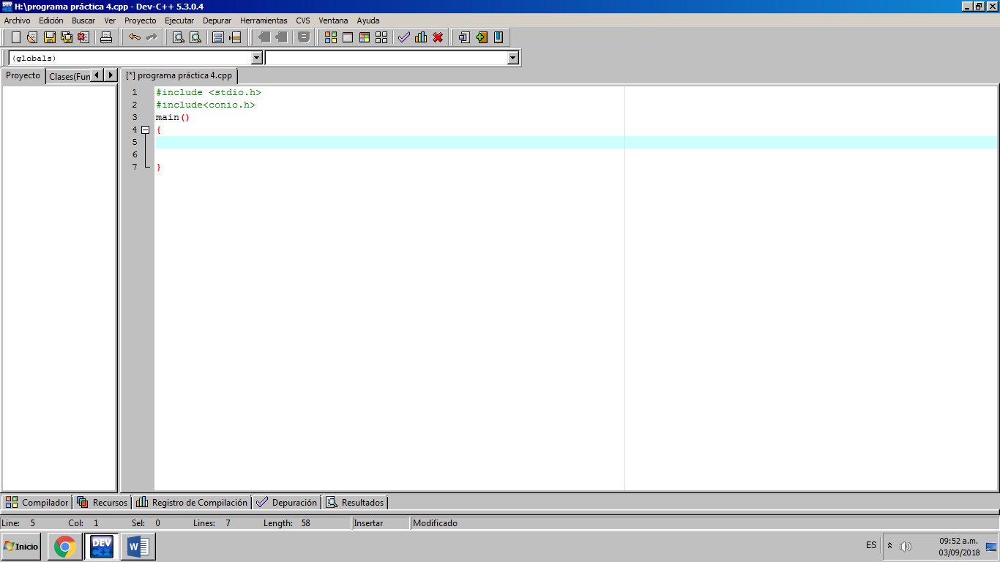 H:\programa práctica 4.cpp - Dev-C++ 5.3.0.4
Archivo Edición Buscar Ver Proyecto Ejecutar Depurar Herramientas CVS Ventana Ayuda
(globals)
Proyecto Clases(Fun [*] programa práctica 4.cpp
1 #include <stdio.h>
2 #include<conio.h>
3 main()
4 {
5
6
7 }
Compilador Recursos Registro de Compilación Depuración Resultados
Line: 5 Col: 1 Sel: 0 Lines: 7 Length: 58 Insertar Modificado
Inicio DEV C++ W ES 09:52 a.m.
03/09/2018